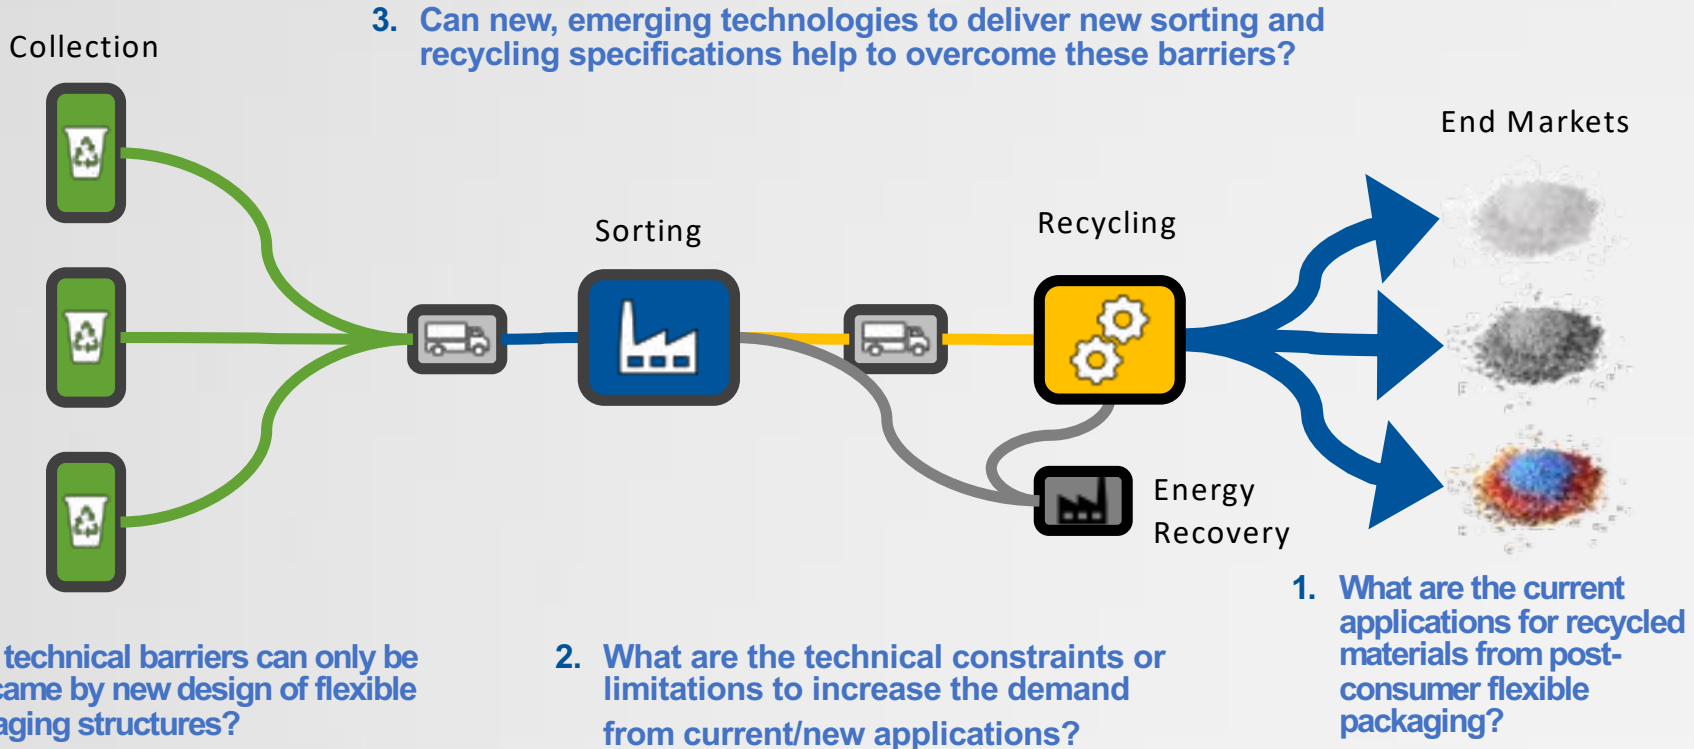 3. Can new, emerging technologies to deliver new sorting and
recycling specifications help to overcome these barriers?
Collection
End Markets
Sorting
Recycling
Energy
Recovery
1. What are the current
applications for recycled
materials from post-
consumer flexible
packaging?
technical barriers can only be
came by new design of flexible
aging structures?
2. What are the technical constraints or
limitations to increase the demand
from current/new applications?